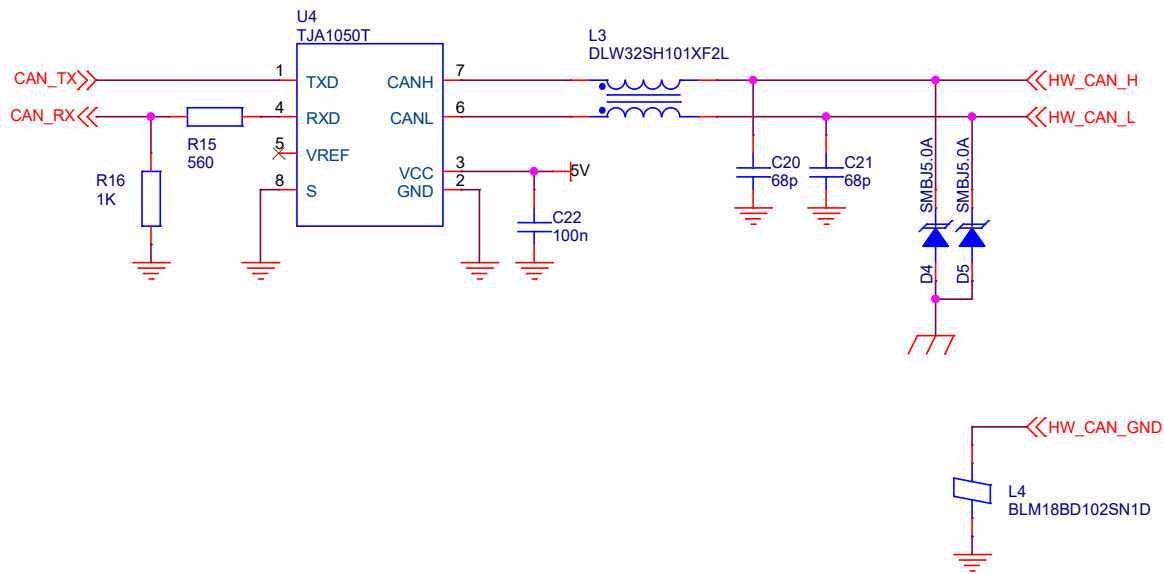 U4
TJA1050T
L3
DLW32SH101XF2L
CAN_TX
1
TXD
CANH
7
HW_CAN_H
CAN_RX
4
RXD
CANL
6
HW_CAN_L
R15
560
5
VREF
R16
1K
8
S
VCC
3
5V
GND
2
C20
68p
C21
68p
SMBJ5.0A
SMBJ5.0A
C22
100n
D4
D5
HW_CAN_GND
L4
BLM18BD102SN1D